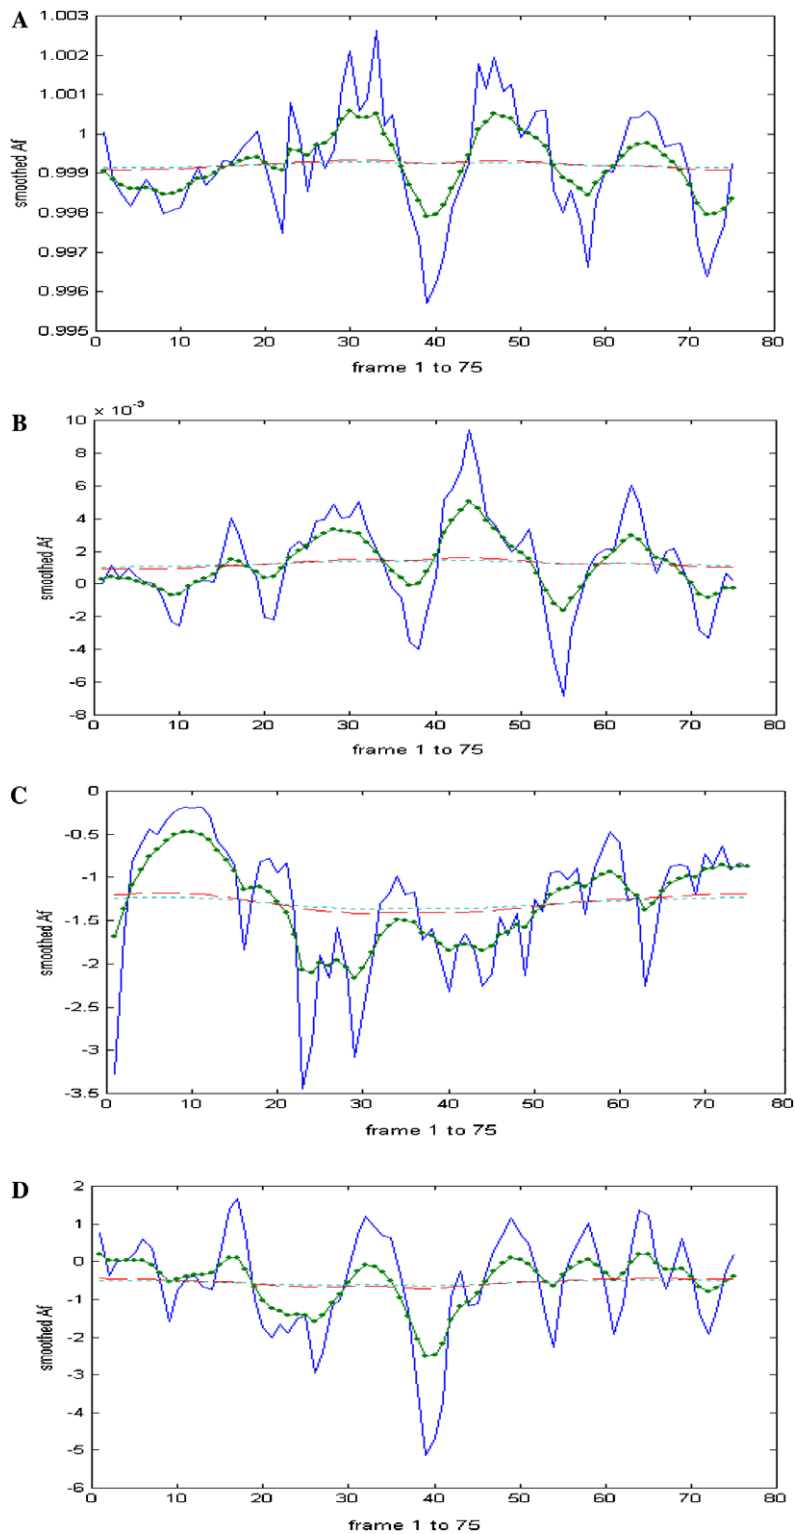 A
1.003
1.002
1.001
1
0.999
0.998
0.997
0.996
0.995
smoothed Af
0 10 20 30 40 50 60 70 80
frame 1 to 75
B
× 10-3
10
8
6
4
2
0
-2
-4
-6
-8
smoothed Af
0 10 20 30 40 50 60 70 80
frame 1 to 75
C
0
-0.5
-1
-1.5
-2
-2.5
-3
-3.5
smoothed Af
0 10 20 30 40 50 60 70 80
frame 1 to 75
D
2
1
0
-1
-2
-3
-4
-5
-6
smoothed Af
0 10 20 30 40 50 60 70 80
frame 1 to 75